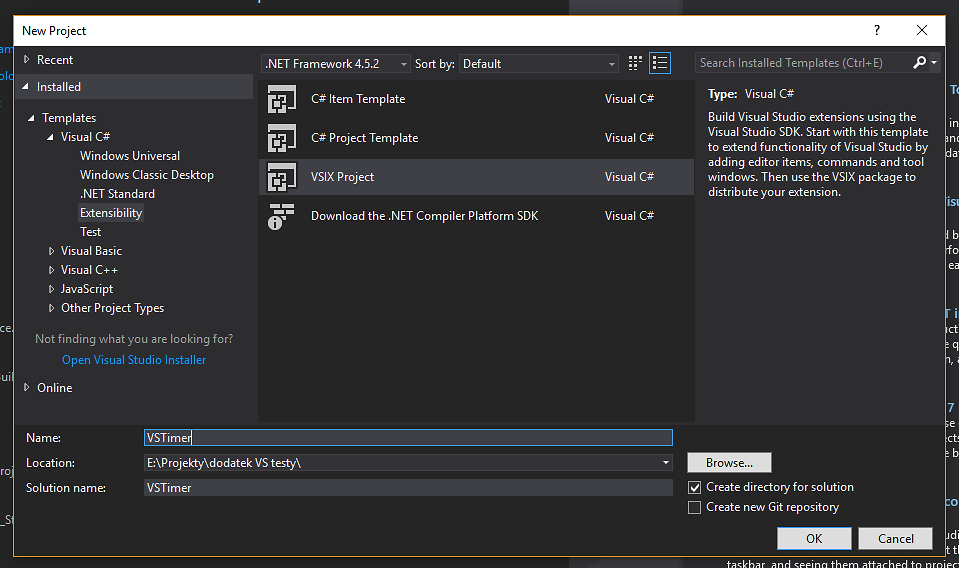 New Project
?
Recent
Installed
Templates
Visual C#
Windows Universal
Windows Classic Desktop
.NET Standard
Extensibility
Test
Visual Basic
Visual C++
JavaScript
Other Project Types
Not finding what you are looking for?
Open Visual Studio Installer
Online
.NET Framework 4.5.2
Sort by: Default
C# Item Template Visual C#
C# Project Template Visual C#
VSIX Project Visual C#
Download the .NET Compiler Platform SDK Visual C#
Search Installed Templates (Ctrl+E)
Type: Visual C#
Build Visual Studio extensions using the
Visual Studio SDK. Start with this template
to extend functionality of Visual Studio by
adding editor items, commands and tool
windows. Then use the VSIX package to
distribute your extension.
Name: VSTimer
Location: E:\Projekty\dodatek VS testy\
Browse...
Solution name: VSTimer
Create directory for solution
Create new Git repository
OK
Cancel
taskbar, and seeing them attached to